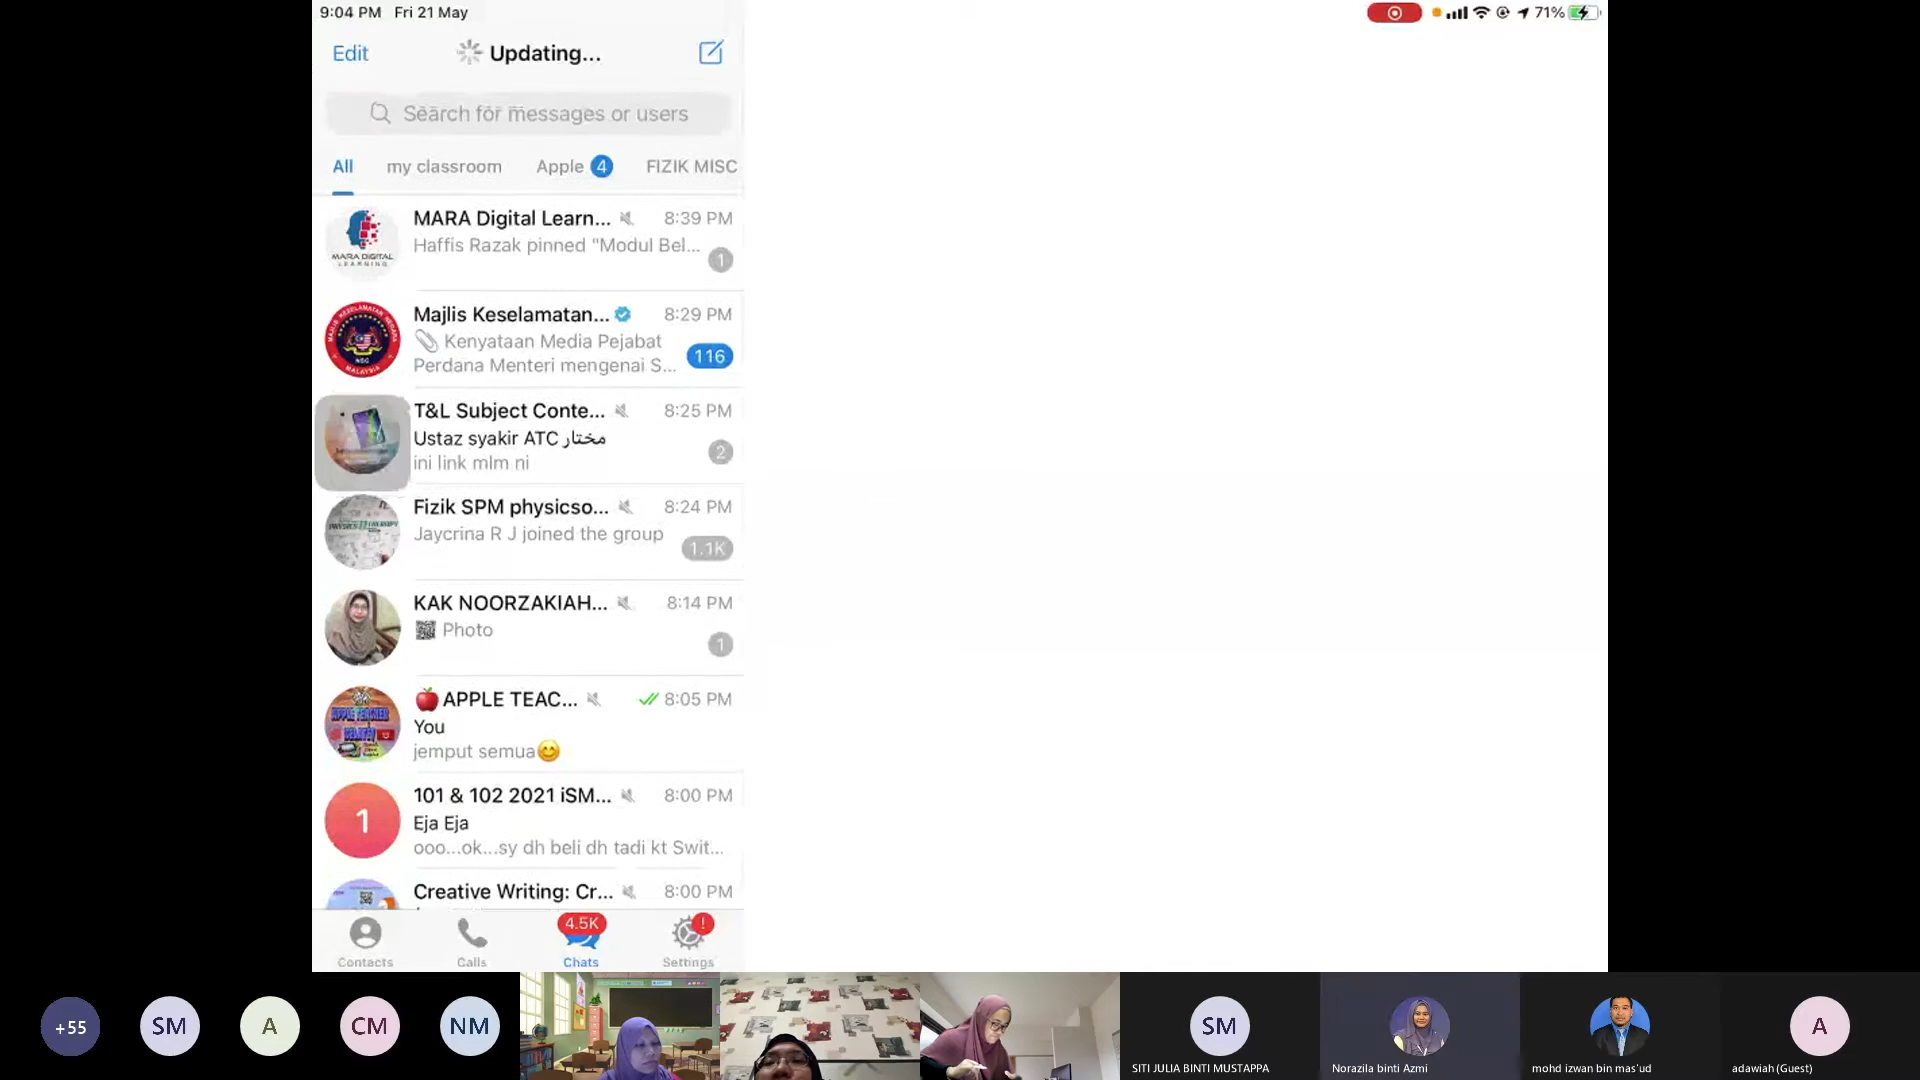 9:04 PM Fri 21 May
71%
Edit
Updating...
Search for messages or users
All my classroom Apple 4 FIZIK MISC
MARA Digital Learn... 8:39 PM
Haffis Razak pinned "Modul Bel...
1
MARA DIGITAL
LEARNING
Majlis Keselamatan... 8:29 PM
Kenyataan Media Pejabat
Perdana Menteri mengenai S...
116
T&L Subject Conte... 8:25 PM
Ustaz syakir ATC مختار
ini link mlm ni
2
Fizik SPM physicso... 8:24 PM
Jaycrina R J joined the group
1.1K
KAK NOORZAKIAH... 8:14 PM
Photo
1
APPLE TEAC... 8:05 PM
You
jemput semua😊
1
101 & 102 2021 iSM... 8:00 PM
Eja Eja
ooo...ok...sy dh beli dh tadi kt Swit...
Creative Writing: Cr... 8:00 PM
4.5K
!
Contacts Calls Chats Settings
+55 SM A CM NM SM A
SITI JULIA BINTI MUSTAPPA Norazila binti Azmi mohd izwan bin mas'ud adawiah (Guest)